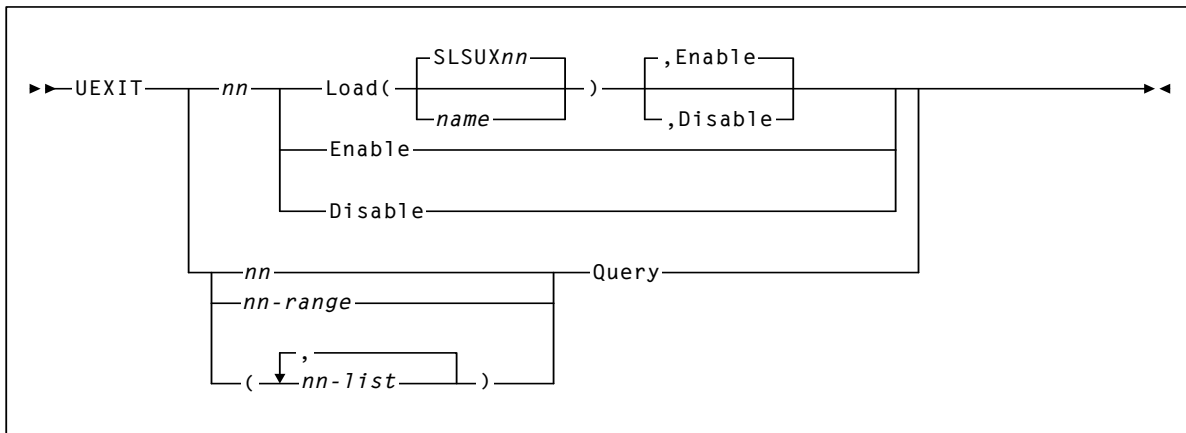 SLSUXnn ,Enable
UEXIT nn Load( )
name ,Disable
Enable
Disable
nn Query
nn-range
,
( nn-list )